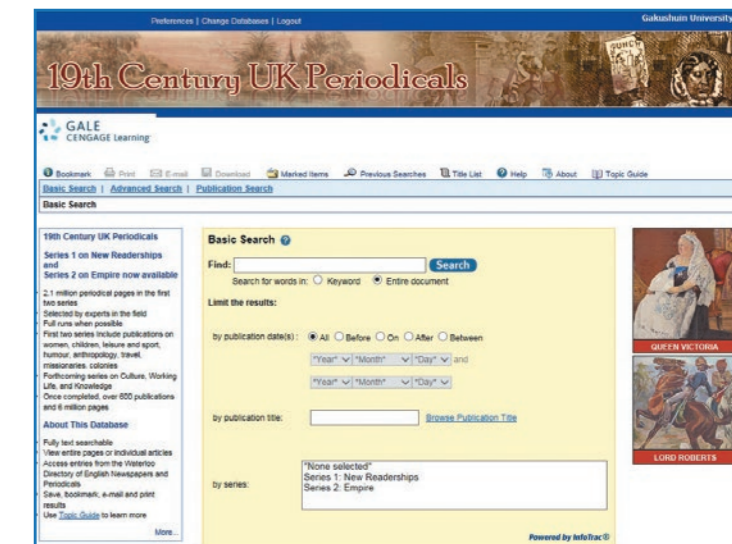 Preferences | Change Databases | Logout
Gakushuin University
19th Century UK Periodicals
PUNCH
GALE
CENGAGE Learning
Bookmark Print E-mail Download Marked Items Previous Searches Title List Help About Topic Guide
Basic Search | Advanced Search | Publication Search
Basic Search
19th Century UK Periodicals
Series 1 on New Readerships
and
Series 2 on Empire now available
2.1 million periodical pages in the first
two series
Selected by experts in the field
Full runs when possible
First two series include publications on
women, children, leisure and sport,
humour, anthropology, travel,
missionaries, colonies
Forthcoming series on Culture, Working
Life, and Knowledge
Once completed, over 600 publications
and 6 million pages
About This Database
Fully text searchable
View entire pages or individual articles
Access entries from the Waterloo
Directory of English Newspapers and
Periodicals
Save, bookmark, e-mail and print
results
Use Topic Guide to learn more
More...
Basic Search
Find: Search
Search for words in: Keyword Entire document
Limit the results:
by publication date(s): All Before On After Between
"Year" "Month" "Day" and
"Year" "Month" "Day"
by publication title: Browse Publication Title
by series:
"None selected"
Series 1: New Readerships
Series 2: Empire
Powered by InfoTrac®
QUEEN VICTORIA
LORD ROBERTS